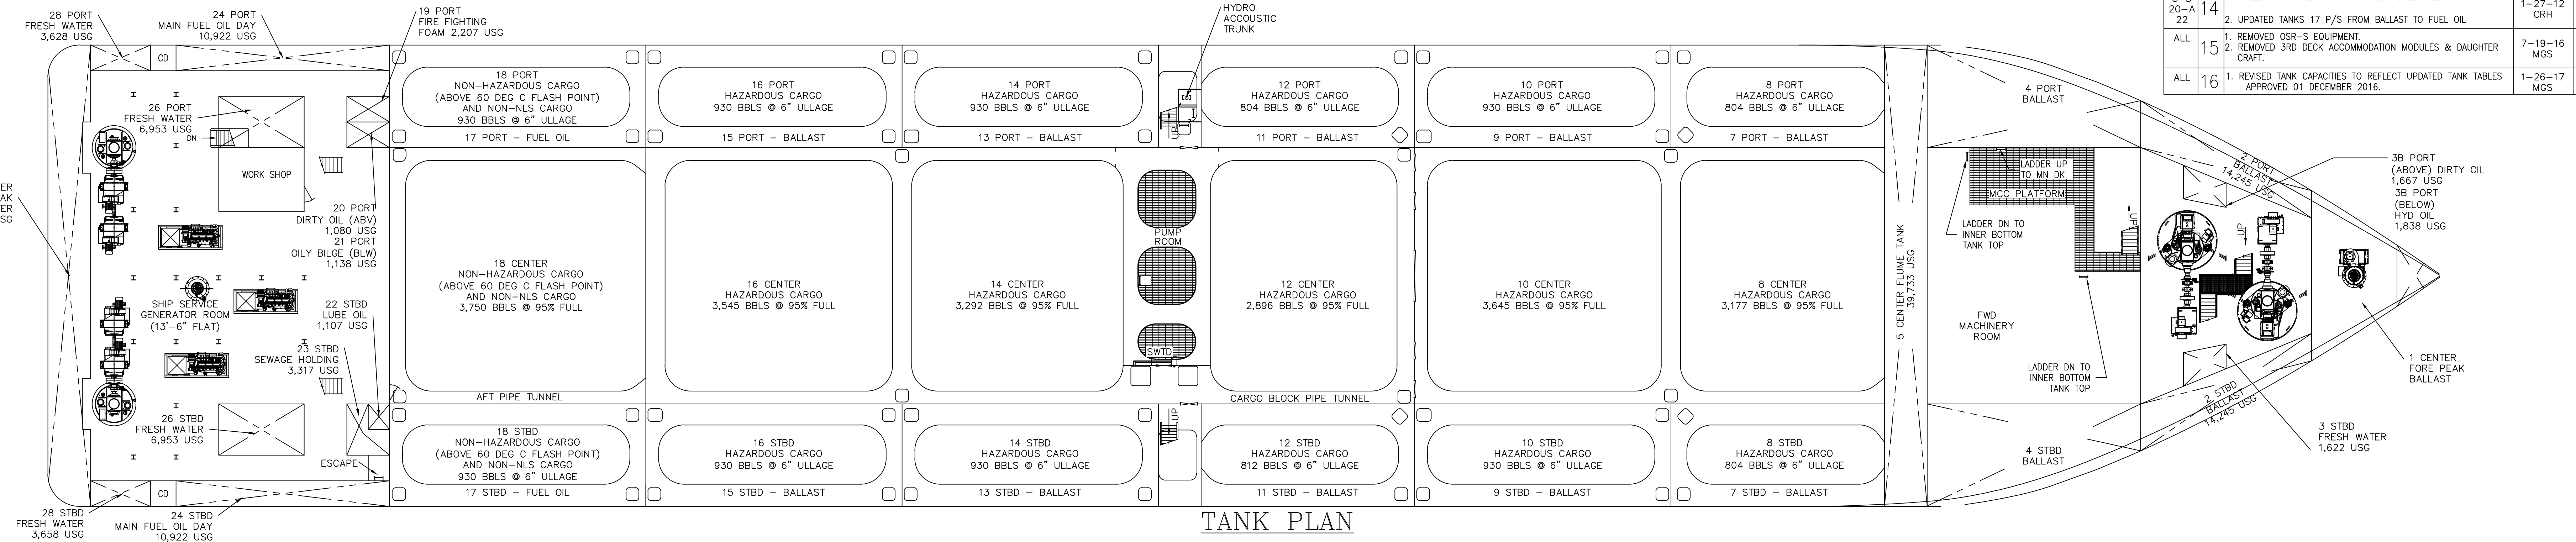 28 PORT
FRESH WATER
3,628 USG
24 PORT
MAIN FUEL OIL DAY
10,922 USG
19 PORT
FIRE FIGHTING
FOAM 2,207 USG
HYDRO
ACCOUSTIC
TRUNK
20-A
22
14
2. UPDATED TANKS 17 P/S FROM BALLAST TO FUEL OIL
1-27-12
CRH
ALL
15
1. REMOVED OSR-S EQUIPMENT.
2. REMOVED 3RD DECK ACCOMMODATION MODULES & DAUGHTER
CRAFT.
7-19-16
MGS
ALL
16
1. REVISED TANK CAPACITIES TO REFLECT UPDATED TANK TABLES
APPROVED 01 DECEMBER 2016.
1-26-17
MGS
CD
26 PORT
FRESH WATER
6,953 USG
DN
WORK SHOP
20 PORT
DIRTY OIL (ABV)
1,080 USG
21 PORT
OILY BILGE (BLW)
1,138 USG
SHIP SERVICE
GENERATOR ROOM
(13'-6" FLAT)
22 STBD
LUBE OIL
1,107 USG
23 STBD
SEWAGE HOLDING
3,317 USG
26 STBD
FRESH WATER
6,953 USG
ESCAPE
CD
28 STBD
FRESH WATER
3,658 USG
24 STBD
MAIN FUEL OIL DAY
10,922 USG
18 PORT
NON-HAZARDOUS CARGO
(ABOVE 60 DEG C FLASH POINT)
AND NON-NLS CARGO
930 BBLS @ 6" ULLAGE
17 PORT - FUEL OIL
16 PORT
HAZARDOUS CARGO
930 BBLS @ 6" ULLAGE
15 PORT - BALLAST
14 PORT
HAZARDOUS CARGO
930 BBLS @ 6" ULLAGE
13 PORT - BALLAST
UP
12 PORT
HAZARDOUS CARGO
804 BBLS @ 6" ULLAGE
11 PORT - BALLAST
10 PORT
HAZARDOUS CARGO
930 BBLS @ 6" ULLAGE
9 PORT - BALLAST
8 PORT
HAZARDOUS CARGO
804 BBLS @ 6" ULLAGE
7 PORT - BALLAST
18 CENTER
NON-HAZARDOUS CARGO
(ABOVE 60 DEG C FLASH POINT)
AND NON-NLS CARGO
3,750 BBLS @ 95% FULL
16 CENTER
HAZARDOUS CARGO
3,545 BBLS @ 95% FULL
14 CENTER
HAZARDOUS CARGO
3,292 BBLS @ 95% FULL
PUMP
ROOM
SWTD
12 CENTER
HAZARDOUS CARGO
2,896 BBLS @ 95% FULL
10 CENTER
HAZARDOUS CARGO
3,645 BBLS @ 95% FULL
8 CENTER
HAZARDOUS CARGO
3,177 BBLS @ 95% FULL
AFT PIPE TUNNEL
CARGO BLOCK PIPE TUNNEL
18 STBD
NON-HAZARDOUS CARGO
(ABOVE 60 DEG C FLASH POINT)
AND NON-NLS CARGO
930 BBLS @ 6" ULLAGE
17 STBD - FUEL OIL
16 STBD
HAZARDOUS CARGO
930 BBLS @ 6" ULLAGE
15 STBD - BALLAST
14 STBD
HAZARDOUS CARGO
930 BBLS @ 6" ULLAGE
13 STBD - BALLAST
UP
12 STBD
HAZARDOUS CARGO
812 BBLS @ 6" ULLAGE
11 STBD - BALLAST
10 STBD
HAZARDOUS CARGO
930 BBLS @ 6" ULLAGE
9 STBD - BALLAST
8 STBD
HAZARDOUS CARGO
804 BBLS @ 6" ULLAGE
7 STBD - BALLAST
5 CENTER FLUME TANK
39,733 USG
4 PORT
BALLAST
LADDER UP
TO MN DK
MCC PLATFORM
UP
LADDER DN TO
INNER BOTTOM
TANK TOP
FWD
MACHINERY
ROOM
LADDER DN TO
INNER BOTTOM
TANK TOP
4 STBD
BALLAST
2 PORT
BALLAST
14,245 USG
UP
3B PORT
(ABOVE) DIRTY OIL
1,667 USG
3B PORT
(BELOW)
HYD OIL
1,838 USG
1 CENTER
FORE PEAK
BALLAST
2 STBD
BALLAST
14,245 USG
3 STBD
FRESH WATER
1,622 USG
TANK PLAN